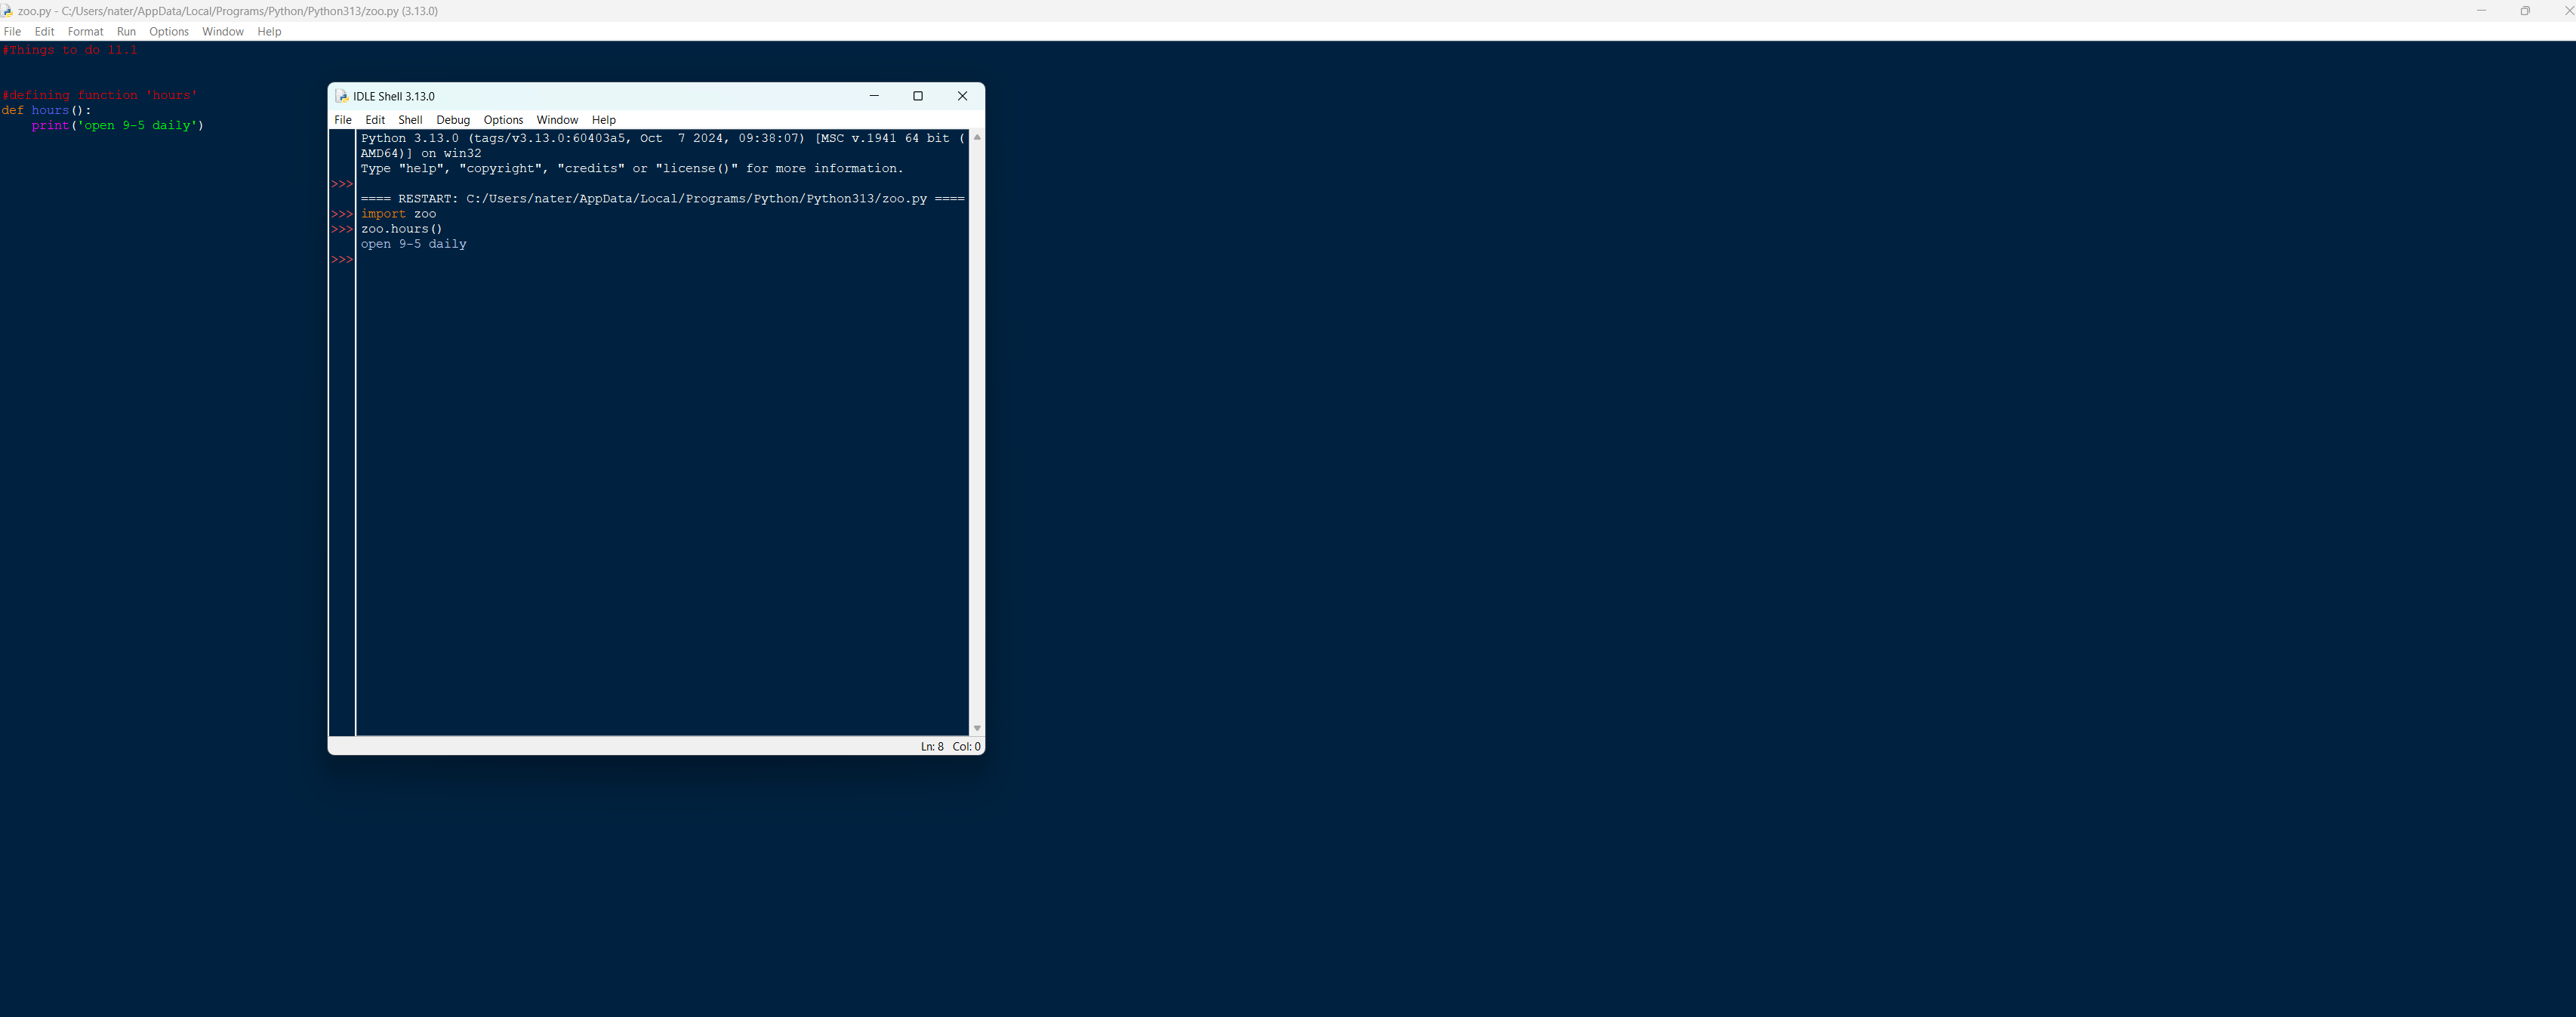 zoo.py - C:/Users/nater/AppData/Local/Programs/Python/Python313/zoo.py (3.13.0)
File Edit Format Run Options Window Help
#Things to do 11.1
#defining function 'hours'
def hours():
    print('open 9-5 daily')
IDLE Shell 3.13.0
File Edit Shell Debug Options Window Help
Python 3.13.0 (tags/v3.13.0:60403a5, Oct  7 2024, 09:38:07) [MSC v.1941 64 bit (
AMD64)] on win32
Type "help", "copyright", "credits" or "license()" for more information.
>>>
==== RESTART: C:/Users/nater/AppData/Local/Programs/Python/Python313/zoo.py ====
>>> import zoo
>>> zoo.hours()
open 9-5 daily
>>>
Ln: 8 Col: 0